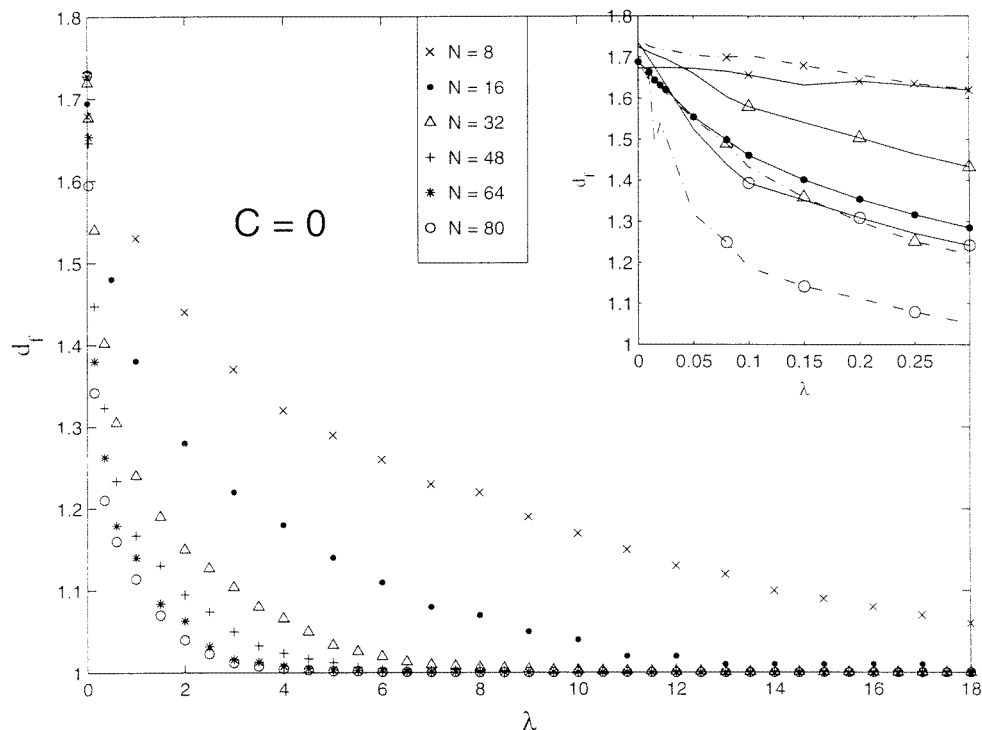 1.8
1.7
1.6
1.5
1.4
1.3
1.2
1.1
1
d_f
0 2 4 6 8 10 12 14 16 18
λ
C = 0
× N = 8
• N = 16
△ N = 32
+ N = 48
✳ N = 64
○ N = 80
1.8
1.7
1.6
1.5
1.4
1.3
1.2
1.1
1
d_f
0 0.05 0.1 0.15 0.2 0.25
λ